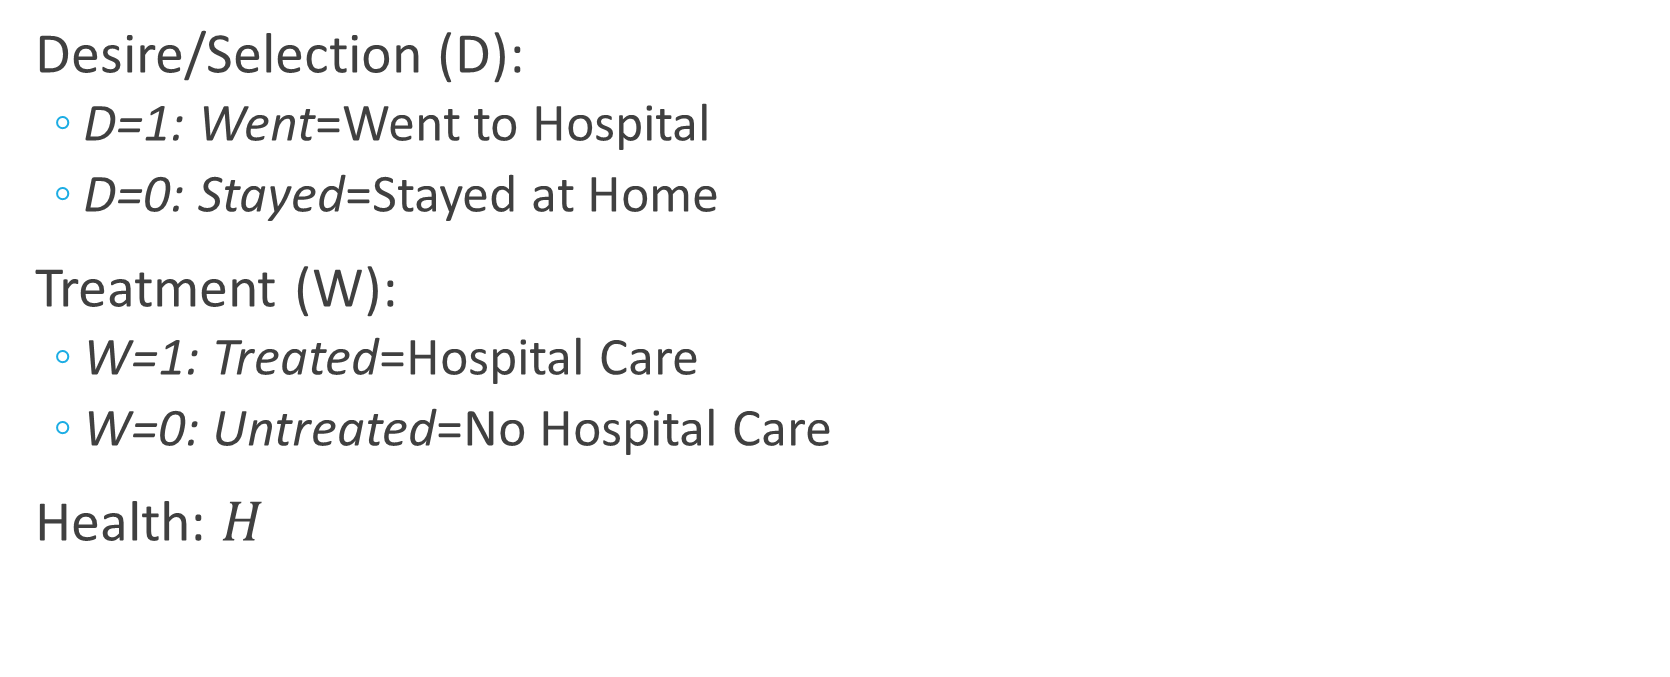 Desire/Selection (D):
◦ D=1: Went=Went to Hospital
◦ D=0: Stayed=Stayed at Home
Treatment (W):
◦ W=1: Treated=Hospital Care
◦ W=0: Untreated=No Hospital Care
Health: H